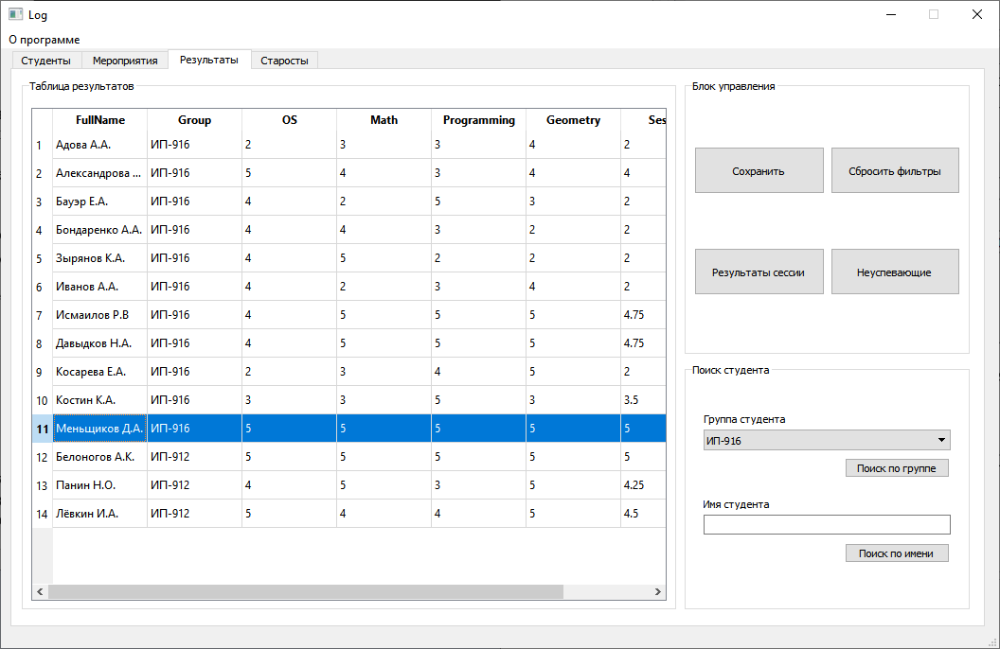 Log
О программе
Студенты Мероприятия Результаты Старосты
Таблица результатов
FullName Group OS Math Programming Geometry Ses
1 Адова А.А. ИП-916 2 3 3 4 2
2 Александрова ... ИП-916 5 4 3 4 4
3 Бауэр Е.А. ИП-916 4 2 5 3 2
4 Бондаренко А.А. ИП-916 4 4 3 2 2
5 Зырянов К.А. ИП-916 4 5 2 2 2
6 Иванов А.А. ИП-916 4 2 3 4 2
7 Исмаилов Р.В ИП-916 4 5 5 5 4.75
8 Давыдков Н.А. ИП-916 4 5 5 5 4.75
9 Косарева Е.А. ИП-916 2 3 4 5 2
10 Костин К.А. ИП-916 3 3 5 3 3.5
11 Меньщиков Д.А. ИП-916 5 5 5 5 5
12 Белоногов А.К. ИП-912 5 5 5 5 5
13 Панин Н.О. ИП-912 4 5 3 5 4.25
14 Лёвкин И.А. ИП-912 5 4 4 5 4.5
Блок управления
Сохранить Сбросить фильтры
Результаты сессии Неуспевающие
Поиск студента
Группа студента
ИП-916
Поиск по группе
Имя студента
Поиск по имени